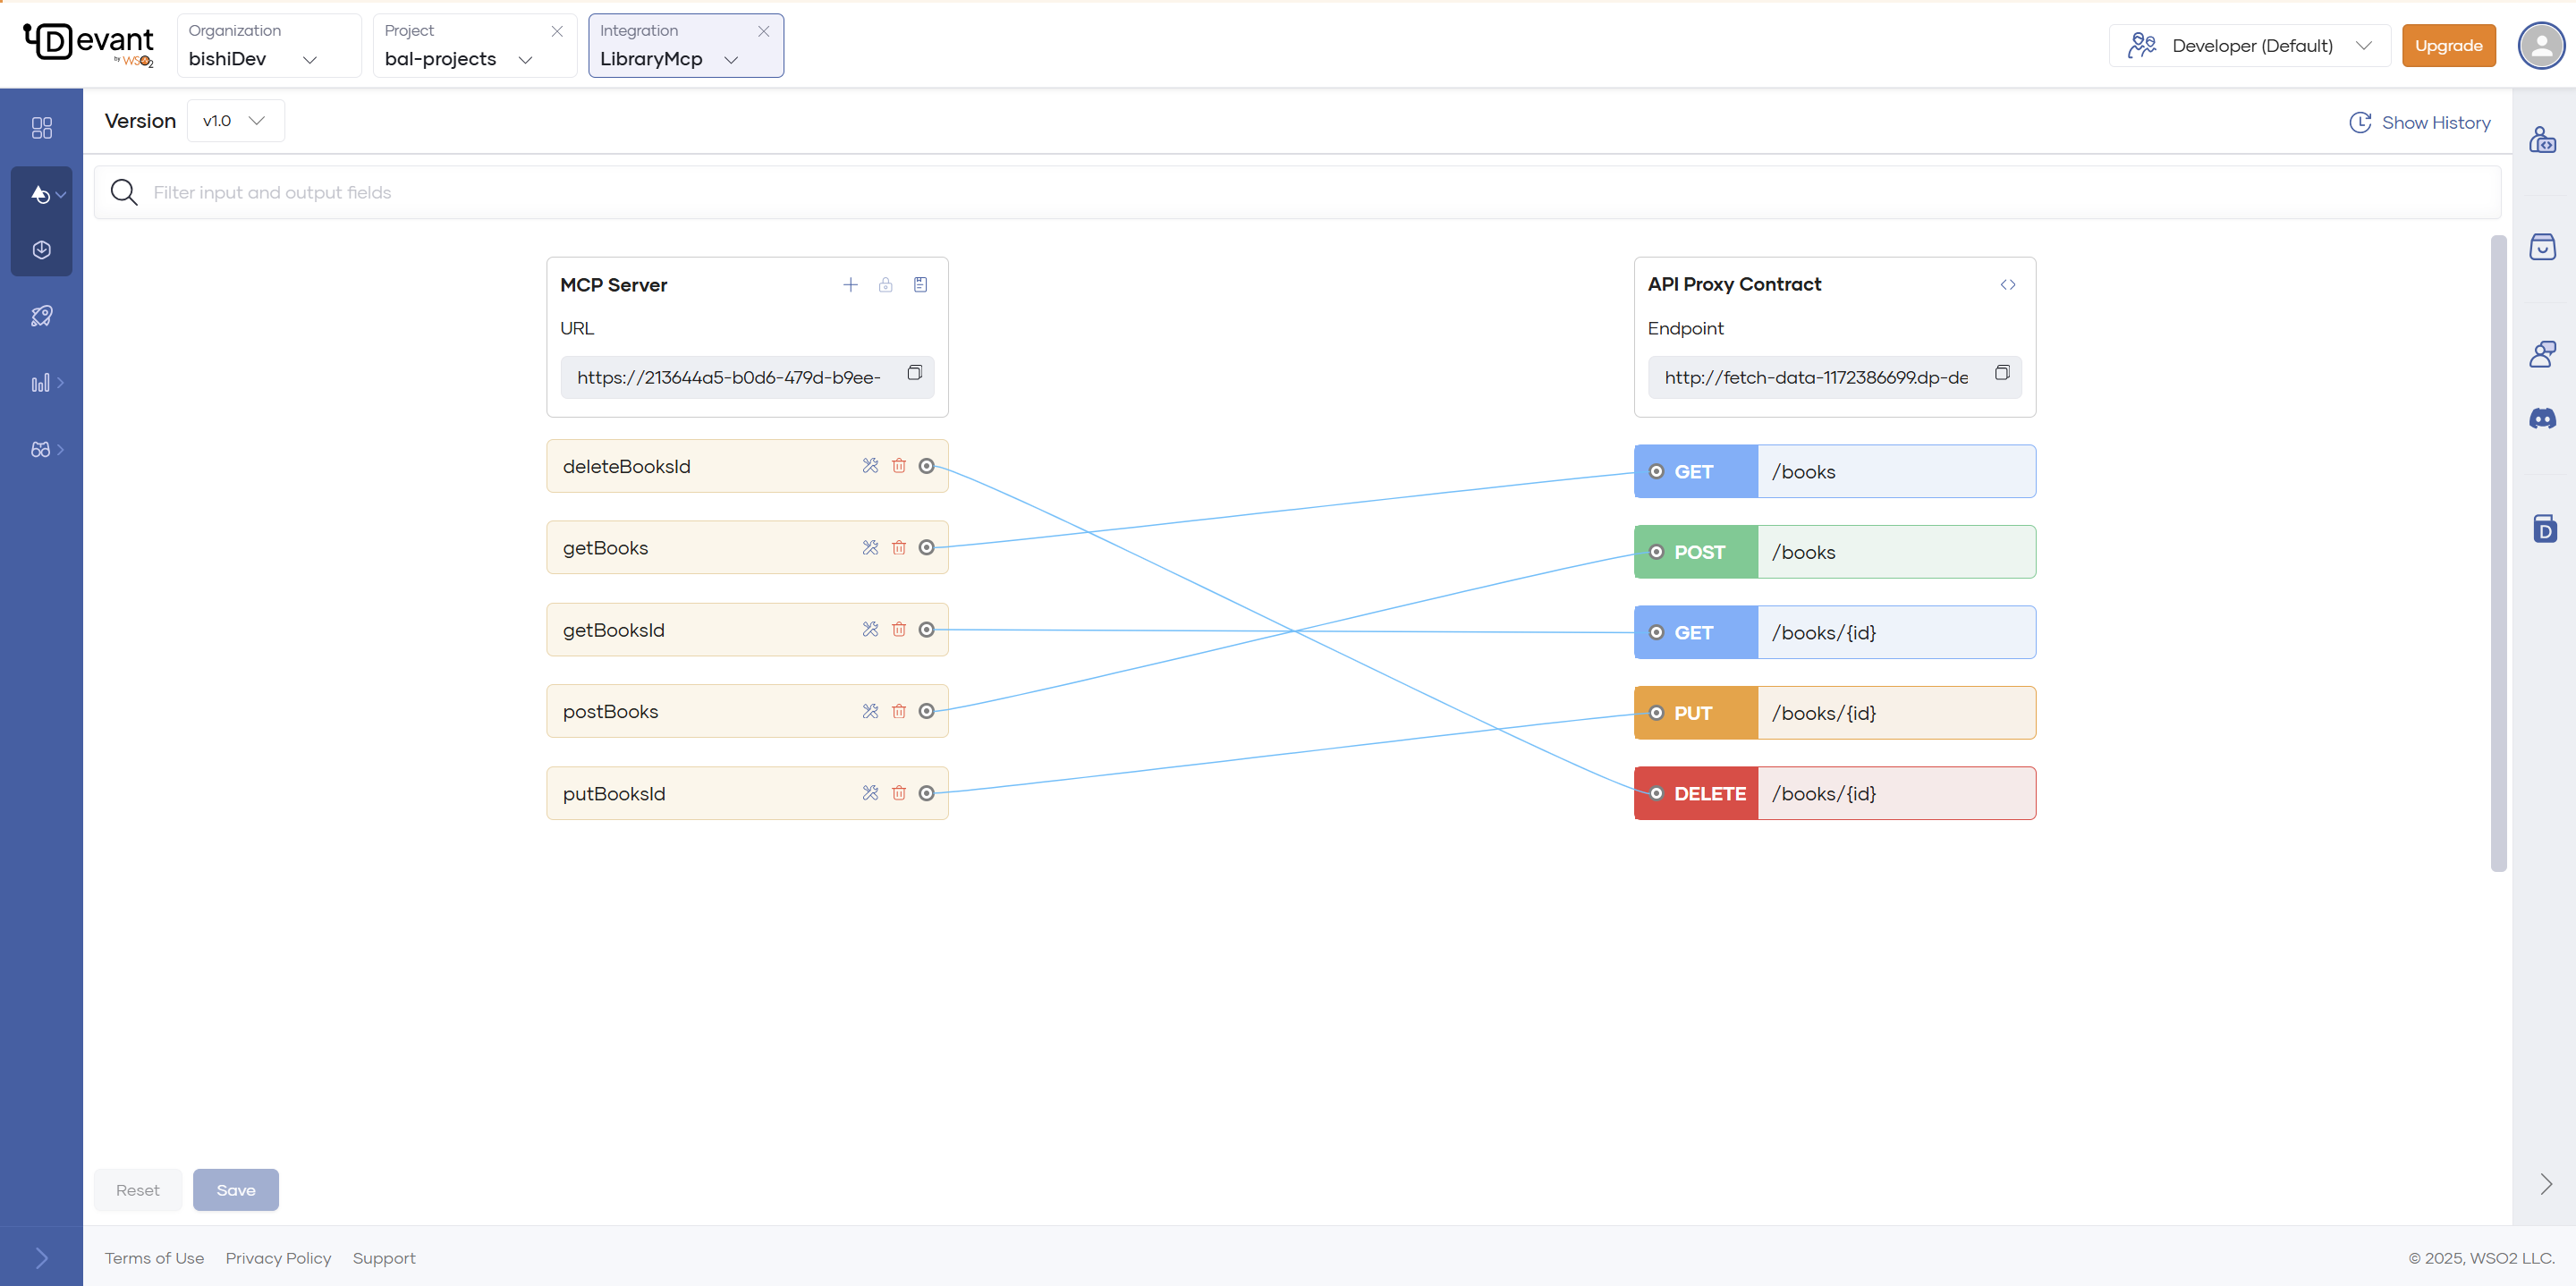 Devant
by WSO2
Organization
bishiDev
Project
bal-projects
Integration
LibraryMcp
Developer (Default)
Upgrade
Version
v1.0
Show History
Filter input and output fields
MCP Server
URL
https://213644a5-b0d6-479d-b9ee-
deleteBooksId
getBooks
getBooksId
postBooks
putBooksId
API Proxy Contract
Endpoint
http://fetch-data-1172386699.dp-de
GET /books
POST /books
GET /books/{id}
PUT /books/{id}
DELETE /books/{id}
D
Reset
Save
Terms of Use
Privacy Policy
Support
© 2025, WSO2 LLC.